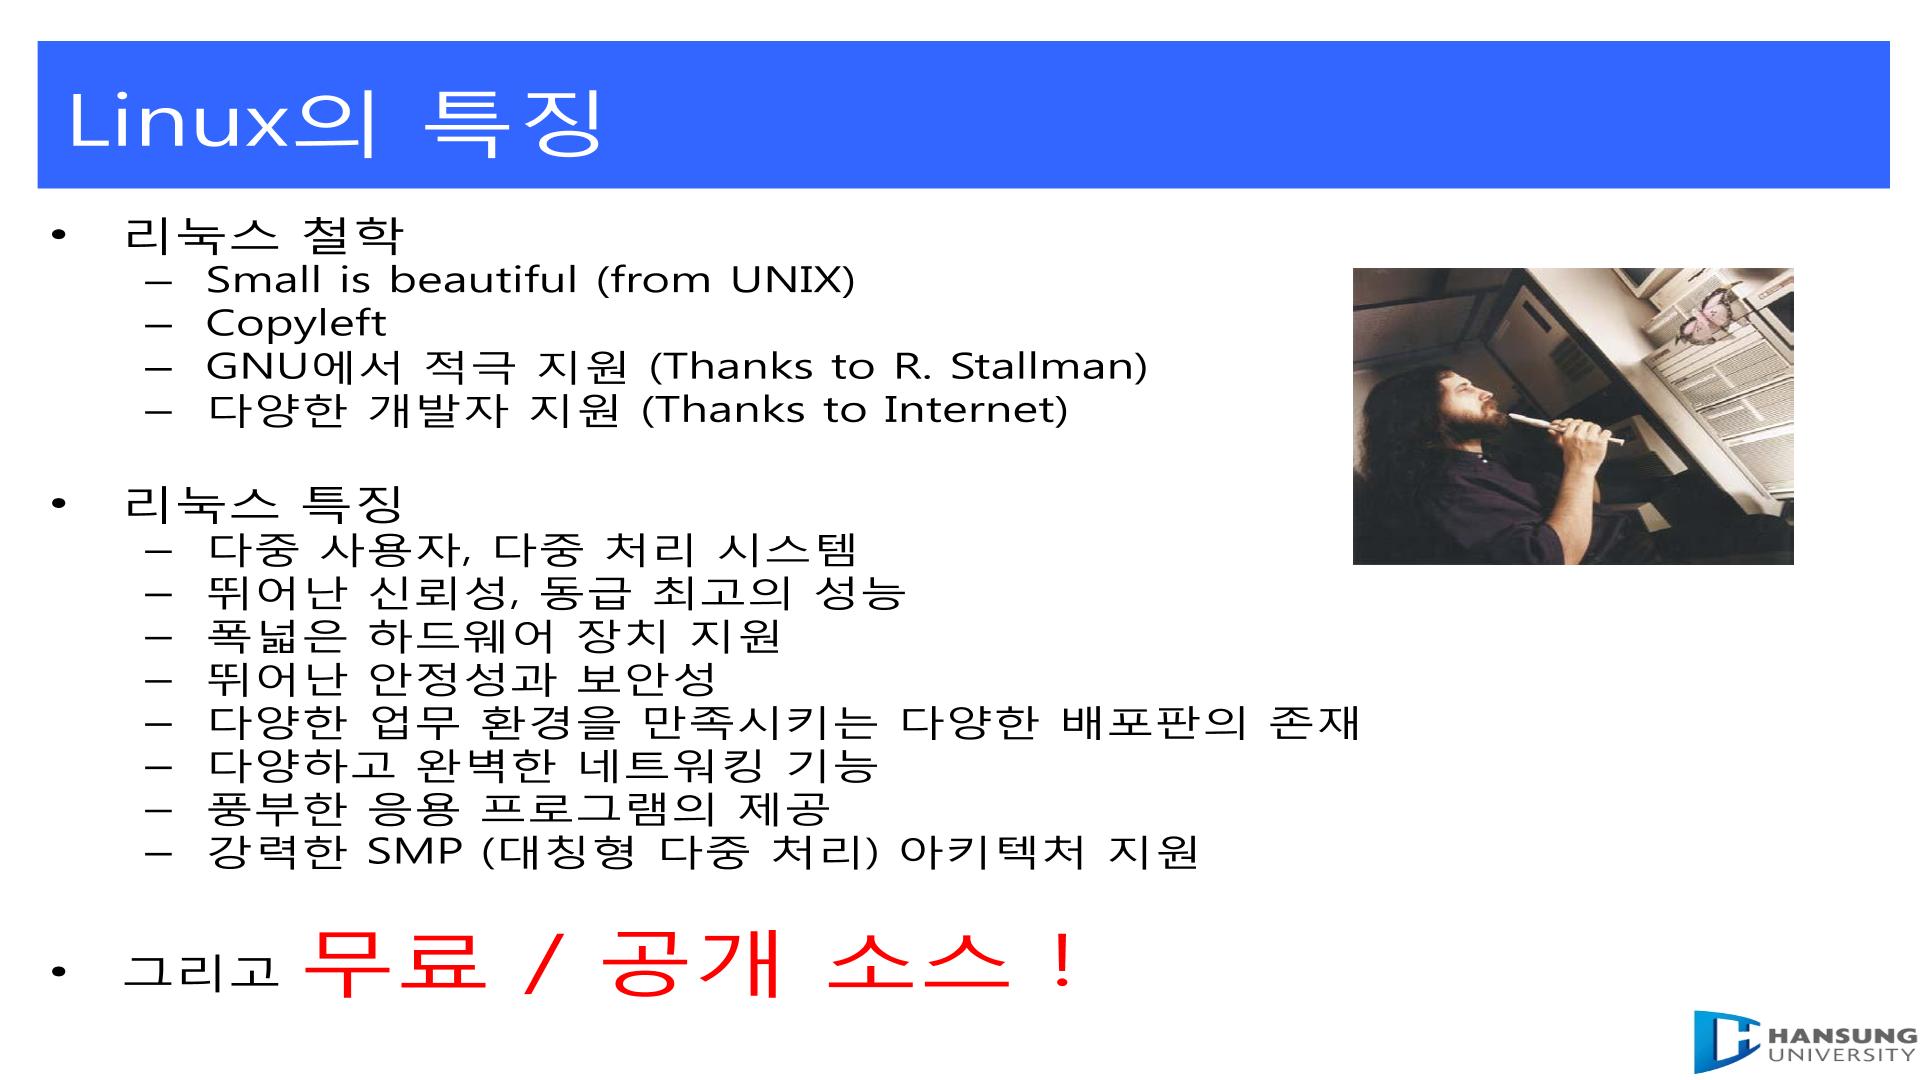 Linux의 특징
• 리눅스 철학
– Small is beautiful (from UNIX)
– Copyleft
– GNU에서 적극 지원 (Thanks to R. Stallman)
– 다양한 개발자 지원 (Thanks to Internet)
• 리눅스 특징
– 다중 사용자, 다중 처리 시스템
– 뛰어난 신뢰성, 동급 최고의 성능
– 폭넓은 하드웨어 장치 지원
– 뛰어난 안정성과 보안성
– 다양한 업무 환경을 만족시키는 다양한 배포판의 존재
– 다양하고 완벽한 네트워킹 기능
– 풍부한 응용 프로그램의 제공
– 강력한 SMP (대칭형 다중 처리) 아키텍처 지원
• 그리고 무료 / 공개 소스 !
HANSUNG
UNIVERSITY